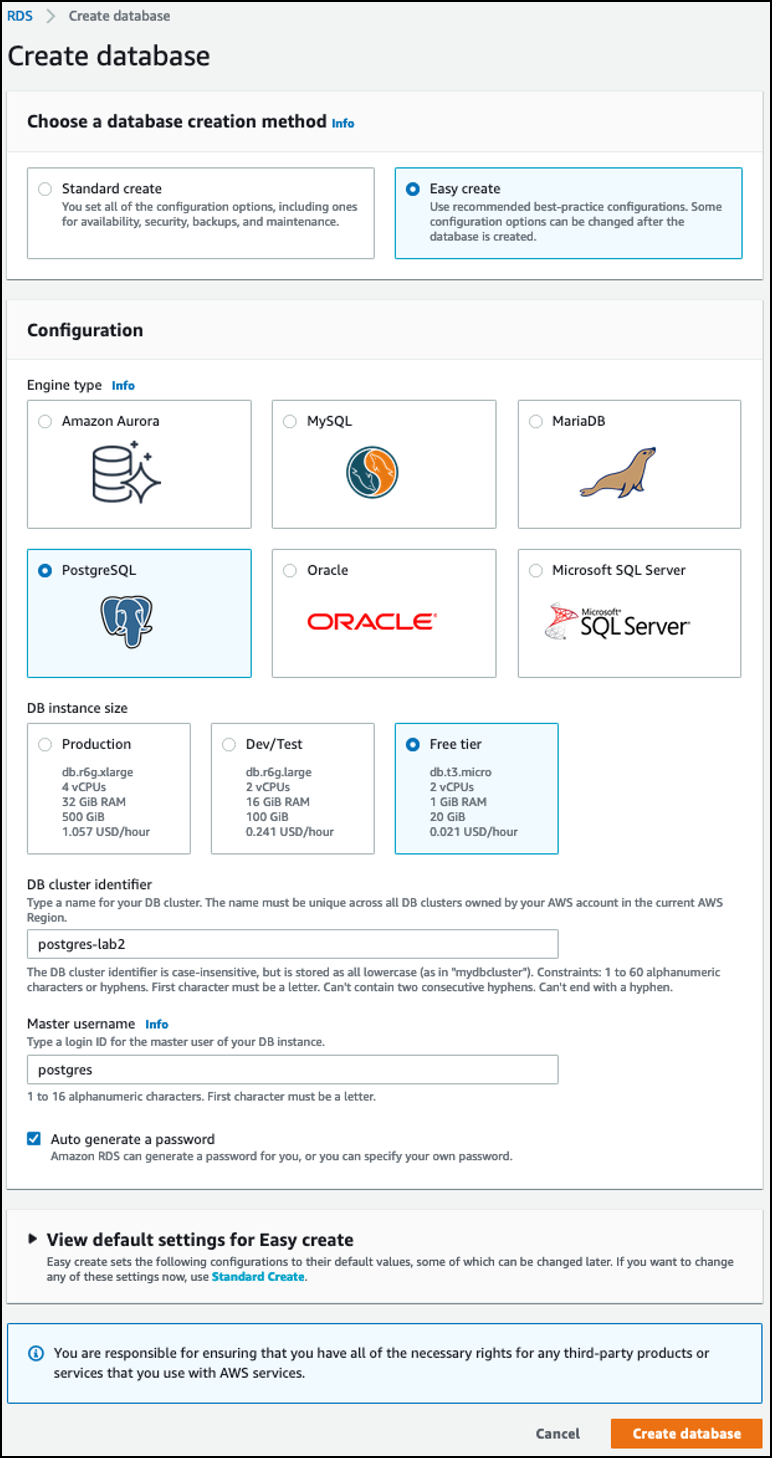 RDS > Create database
Create database
Choose a database creation method Info
Standard create
You set all of the configuration options, including ones
for availability, security, backups, and maintenance.
Easy create
Use recommended best-practice configurations. Some
configuration options can be changed after the
database is created.
Configuration
Engine type Info
Amazon Aurora
MySQL
MariaDB
PostgreSQL
Oracle
ORACLE®
Microsoft SQL Server
Microsoft®
SQL Server®
DB instance size
Production
db.r6g.xlarge
4 vCPUs
32 GiB RAM
500 GiB
1.057 USD/hour
Dev/Test
db.r6g.large
2 vCPUs
16 GiB RAM
100 GiB
0.241 USD/hour
Free tier
db.t3.micro
2 vCPUs
1 GiB RAM
20 GiB
0.021 USD/hour
DB cluster identifier
Type a name for your DB cluster. The name must be unique across all DB clusters owned by your AWS account in the current AWS
Region.
postgres-lab2
The DB cluster identifier is case-insensitive, but is stored as all lowercase (as in "mydbcluster"). Constraints: 1 to 60 alphanumeric
characters or hyphens. First character must be a letter. Can't contain two consecutive hyphens. Can't end with a hyphen.
Master username Info
Type a login ID for the master user of your DB instance.
postgres
1 to 16 alphanumeric characters. First character must be a letter.
Auto generate a password
Amazon RDS can generate a password for you, or you can specify your own password.
View default settings for Easy create
Easy create sets the following configurations to their default values, some of which can be changed later. If you want to change
any of these settings now, use Standard Create.
You are responsible for ensuring that you have all of the necessary rights for any third-party products or
services that you use with AWS services.
Cancel
Create database